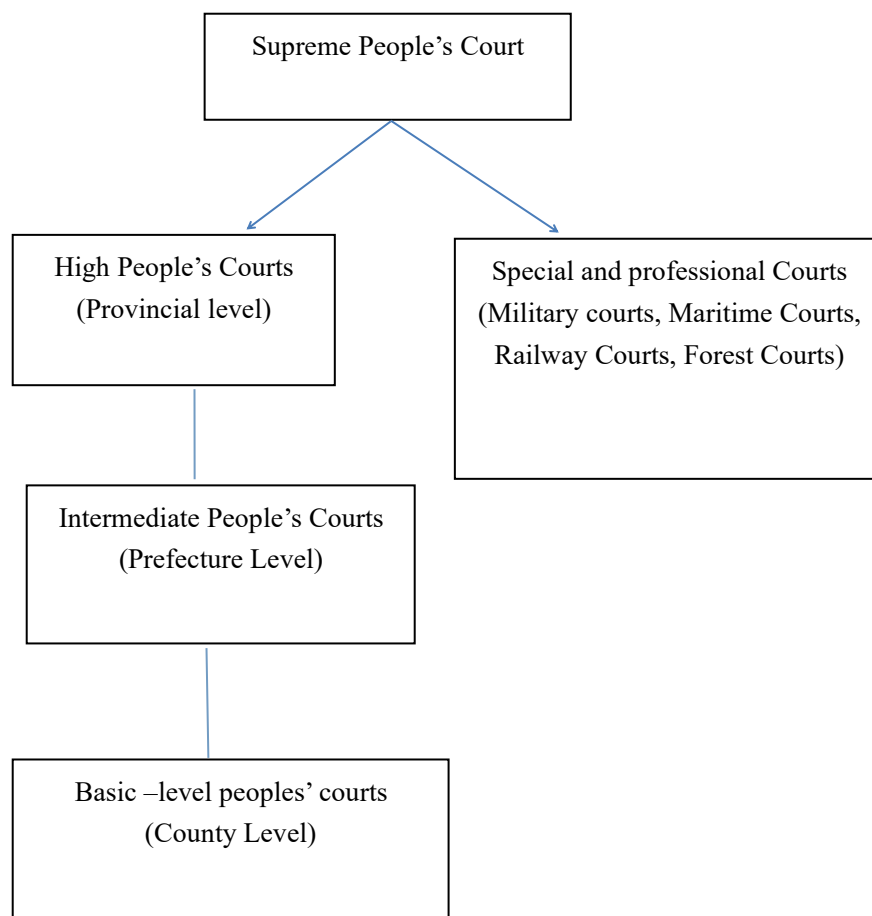 Supreme People’s Court
High People’s Courts
(Provincial level)
Special and professional Courts
(Military courts, Maritime Courts,
Railway Courts, Forest Courts)
Intermediate People’s Courts
(Prefecture Level)
Basic –level peoples’ courts
(County Level)